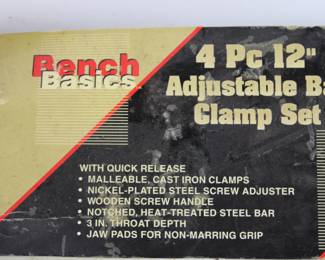 Bench
Basics
4 Pc 12"
Adjustable Ba
Clamp Set
WITH QUICK RELEASE
• MALLEABLE, CAST IRON CLAMPS
• NICKEL-PLATED STEEL SCREW ADJUSTER
• WOODEN SCREW HANDLE
• NOTCHED, HEAT-TREATED STEEL BAR
• 3 IN. THROAT DEPTH
• JAW PADS FOR NON-MARRING GRIP